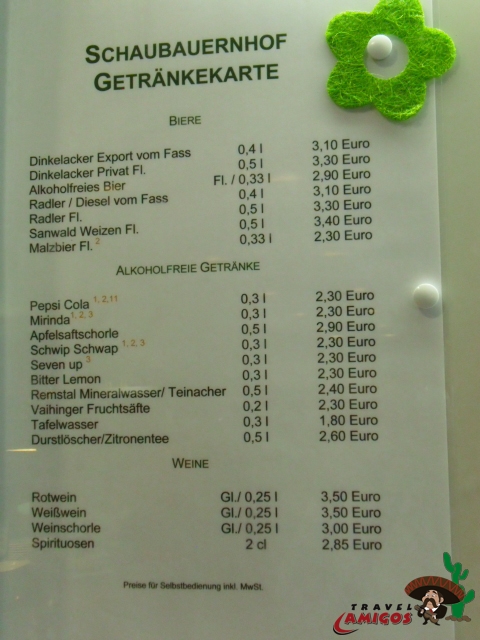 SCHAUBAUERNHOF
GETRÄNKEKARTE
BIERE
Dinkelacker Export vom Fass 0,4 l 3,10 Euro
Dinkelacker Privat Fl. 0,5 l 3,30 Euro
Alkoholfreies Bier Fl. / 0,33 l 2,90 Euro
Radler / Diesel vom Fass 0,4 l 3,10 Euro
Radler Fl. 0,5 l 3,30 Euro
Sanwald Weizen Fl. 0,5 l 3,40 Euro
Malzbier Fl. 2 0,33 l 2,30 Euro
ALKOHOLFREIE GETRÄNKE
Pepsi Cola 1, 2,11 0,3 l 2,30 Euro
Mirinda 1, 2, 3 0,3 l 2,30 Euro
Apfelsaftschorle 0,5 l 2,90 Euro
Schwip Schwap 1, 2, 3 0,3 l 2,30 Euro
Seven up 3 0,3 l 2,30 Euro
Bitter Lemon 0,3 l 2,30 Euro
Remstal Mineralwasser/ Teinacher 0,5 l 2,40 Euro
Vaihinger Fruchtsäfte 0,2 l 2,30 Euro
Tafelwasser 0,3 l 1,80 Euro
Durstlöscher/Zitronentee 0,5 l 2,60 Euro
WEINE
Rotwein Gl./ 0,25 l 3,50 Euro
Weißwein Gl./ 0,25 l 3,50 Euro
Weinschorle Gl./ 0,25 l 3,00 Euro
Spirituosen 2 cl 2,85 Euro
Preise für Selbstbedienung inkl. MwSt.
TRAVEL
AMIGOS